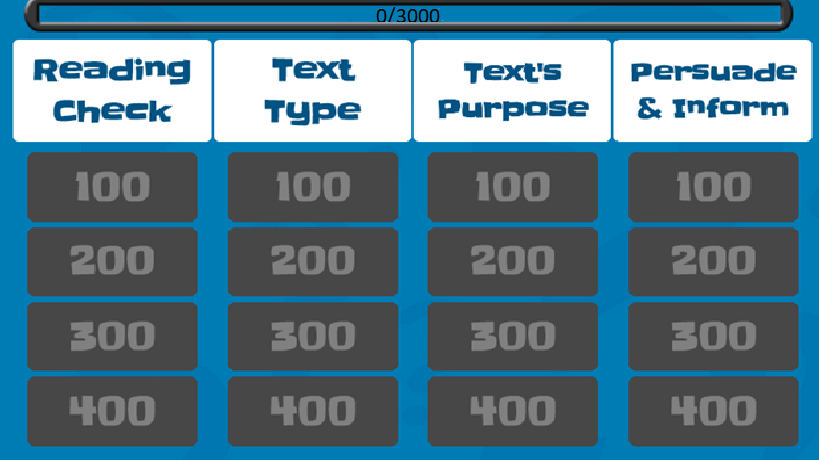 0/3000
Reading Check
Text Type
Text's Purpose
Persuade & Inform
100 100 100 100
200 200 200 200
300 300 300 300
400 400 400 400